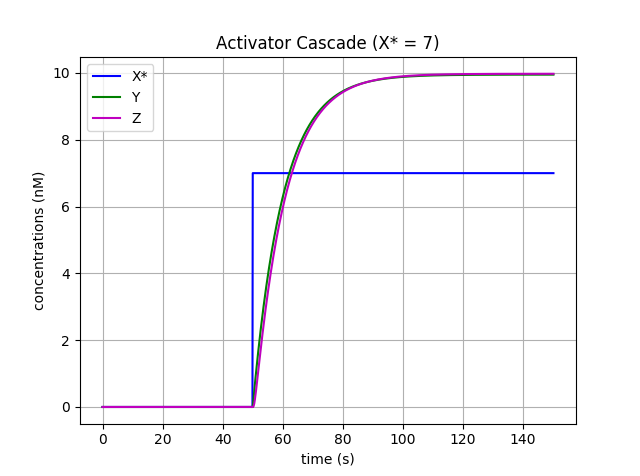 Activator Cascade (X* = 7)
X*
Y
Z
concentrations (nM)
10
8
6
4
2
0
0 20 40 60 80 100 120 140
time (s)